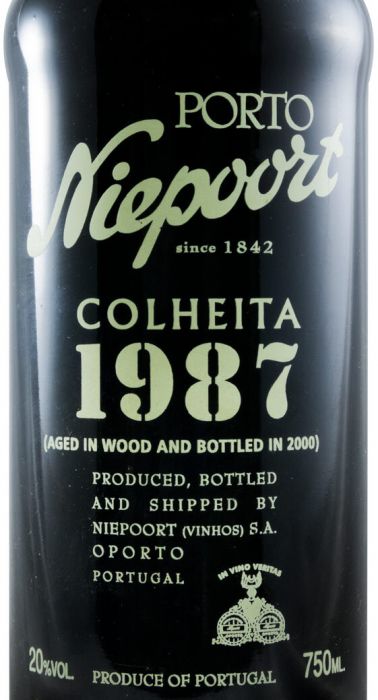 PORTO
Niepoort
since 1842
COLHEITA
1987
(AGED IN WOOD AND BOTTLED IN 2000)
PRODUCED, BOTTLED
AND SHIPPED BY
NIEPOORT (VINHOS) S.A.
OPORTO
PORTUGAL
IN VINO VERITAS
20%VOL.
PRODUCE OF PORTUGAL
750ML.